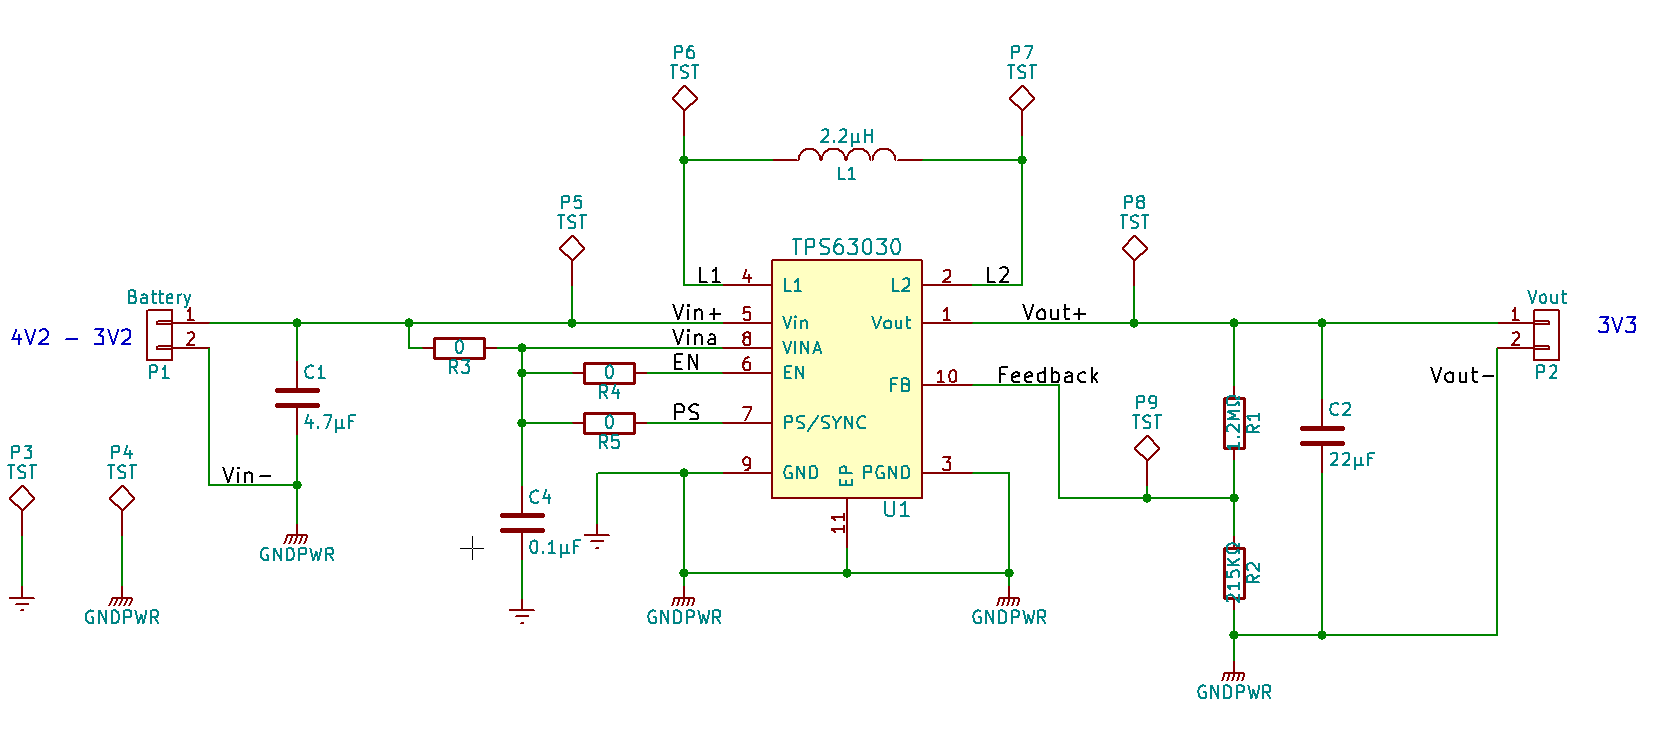 P6
TST
P7
TST
2.2µH
L1
P5
TST
P8
TST
TPS63030
L1
4
L1
L2
2
L2
Battery
1
2
P1
4V2 - 3V2
Vin+
5
Vin
Vout
1
Vout+
Vout
1
2
P2
3V3
Vina
8
VINA
0
R3
EN
6
EN
0
R4
FB
10
Feedback
Vout-
C1
4.7µF
PS
7
PS/SYNC
0
R5
P9
TST
1.2MΩ
R1
C2
22µF
P3
TST
P4
TST
Vin-
9
GND
EP
PGND
3
11
U1
C4
0.1µF
GNDPWR
215KΩ
R2
GNDPWR
GNDPWR
GNDPWR
GNDPWR